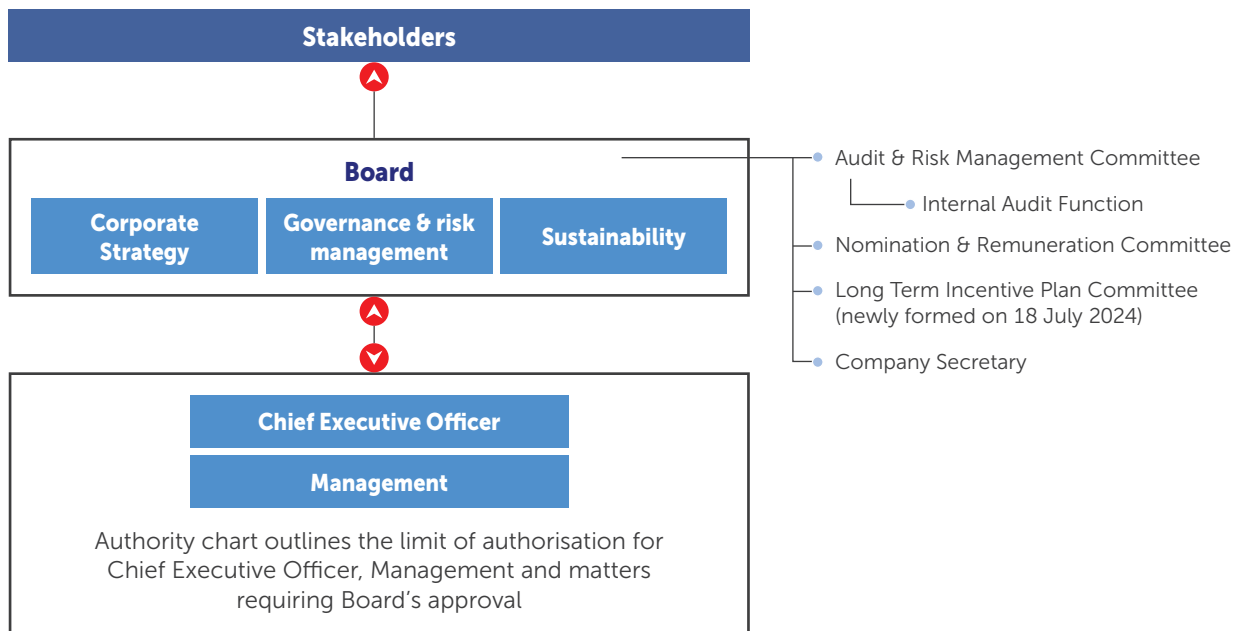 Stakeholders
Board
Corporate
Strategy
Governance & risk
management
Sustainability
Audit & Risk Management Committee
Internal Audit Function
Nomination & Remuneration Committee
Long Term Incentive Plan Committee
(newly formed on 18 July 2024)
Company Secretary
Chief Executive Officer
Management
Authority chart outlines the limit of authorisation for
Chief Executive Officer, Management and matters
requiring Board’s approval